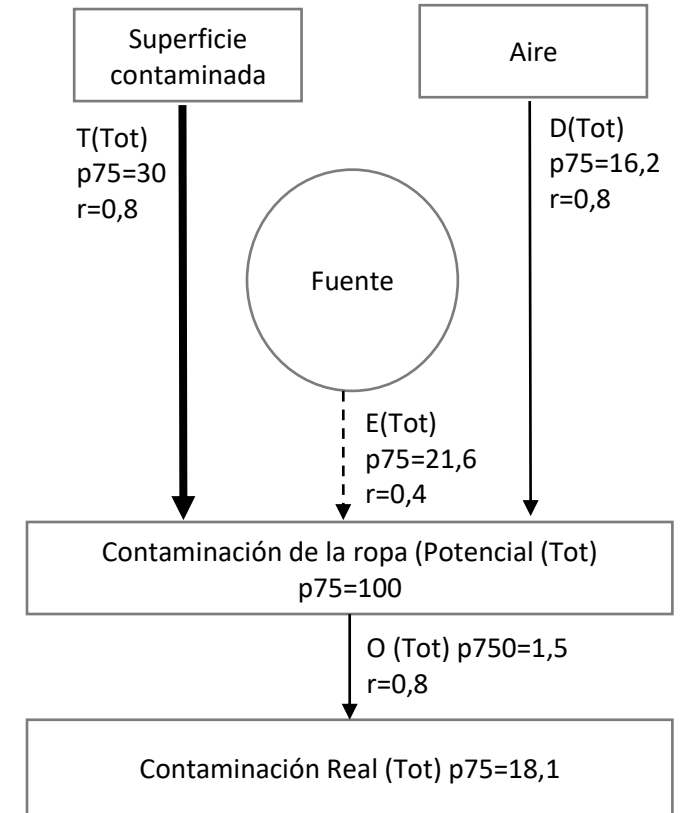 Superficie
contaminada
Aire
T(Tot)
p75=30
r=0,8
D(Tot)
p75=16,2
r=0,8
Fuente
E(Tot)
p75=21,6
r=0,4
Contaminación de la ropa (Potencial (Tot)
p75=100
O (Tot) p750=1,5
r=0,8
Contaminación Real (Tot) p75=18,1